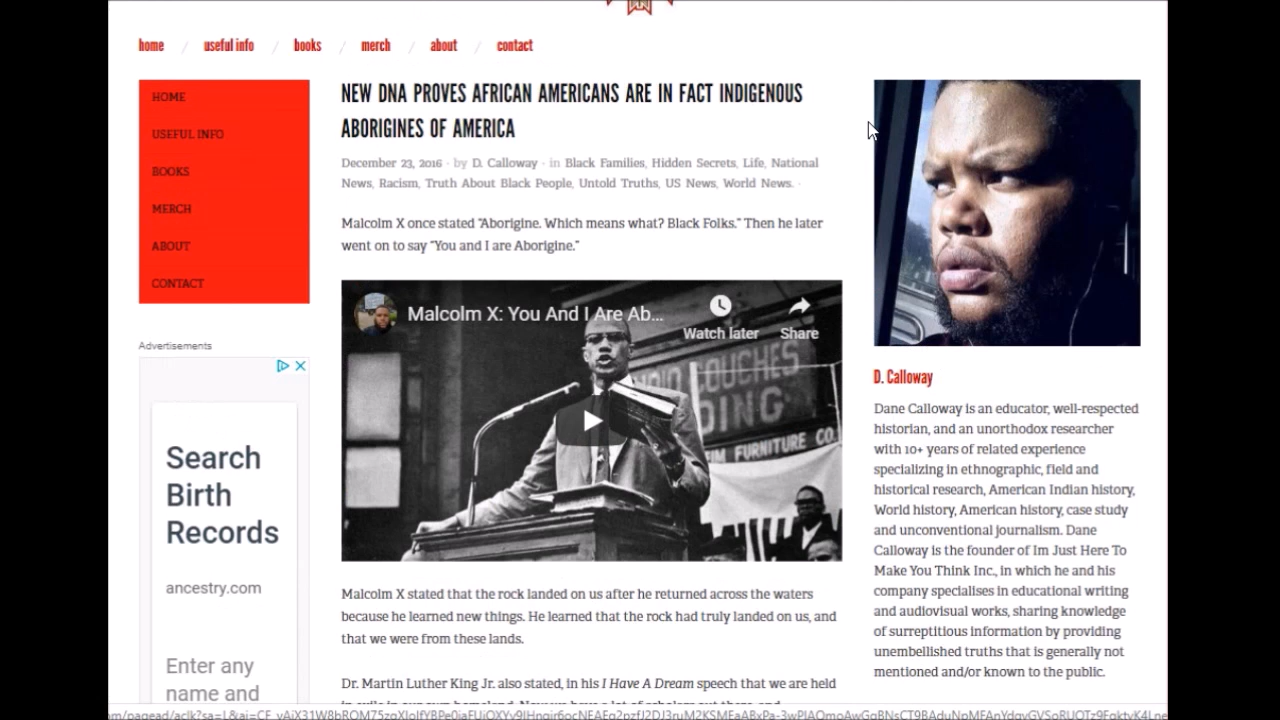 home / useful info / books / merch / about / contact
HOME
USEFUL INFO
BOOKS
MERCH
ABOUT
CONTACT
Advertisements
Search
Birth
Records
ancestry.com
Enter any
name and
NEW DNA PROVES AFRICAN AMERICANS ARE IN FACT INDIGENOUS
ABORIGINES OF AMERICA
December 23, 2016 · by D. Calloway · in Black Families, Hidden Secrets, Life, National
News, Racism, Truth About Black People, Untold Truths, US News, World News. ·
Malcolm X once stated "Aborigine. Which means what? Black Folks." Then he later
went on to say "You and I are Aborigine."
Malcolm X: You And I Are Ab...
Watch later
Share
COUCHES
DING
FURNITURE CO.
Malcolm X stated that the rock landed on us after he returned across the waters
because he learned new things. He learned that the rock had truly landed on us, and
that we were from these lands.
Dr. Martin Luther King Jr. also stated, in his I Have A Dream speech that we are held
D. Calloway
Dane Calloway is an educator, well-respected
historian, and an unorthodox researcher
with 10+ years of related experience
specializing in ethnographic, field and
historical research, American Indian history,
World history, American history, case study
and unconventional journalism. Dane
Calloway is the founder of Im Just Here To
Make You Think Inc., in which he and his
company specialises in educational writing
and audiovisual works, sharing knowledge
of surreptitious information by providing
unembellished truths that is generally not
mentioned and/or known to the public.